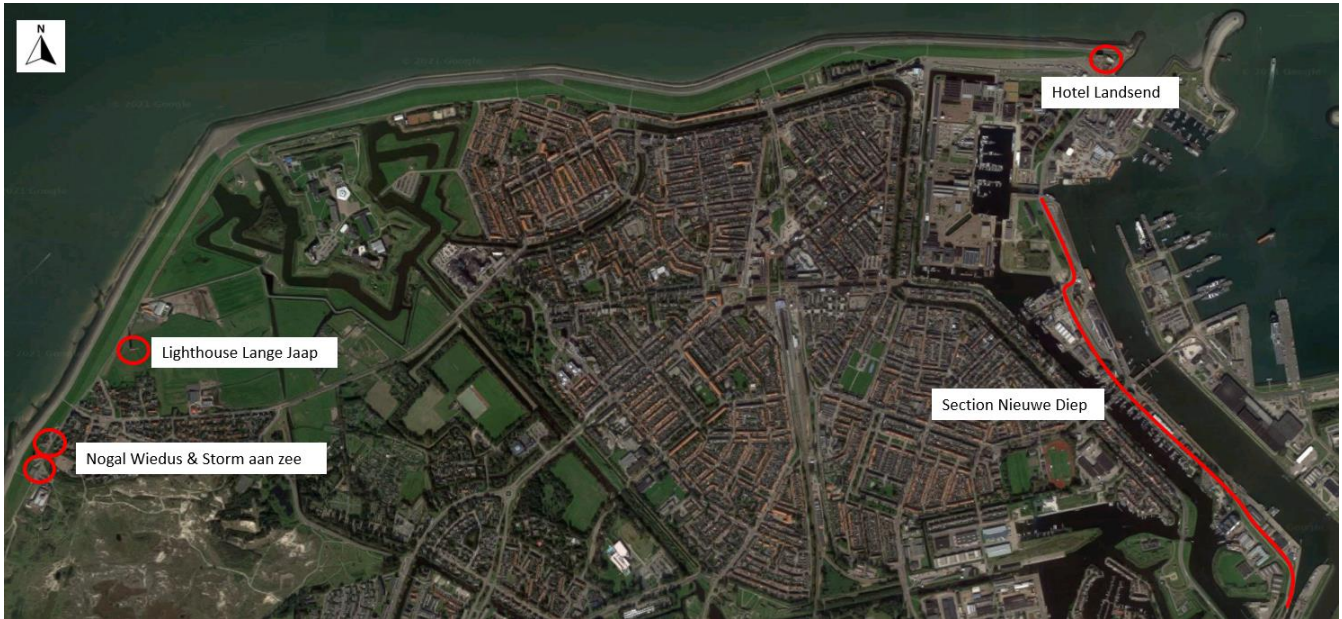 N
Hotel Landsend
Lighthouse Lange Jaap
Section Nieuwe Diep
Nogal Wiedus & Storm aan zee